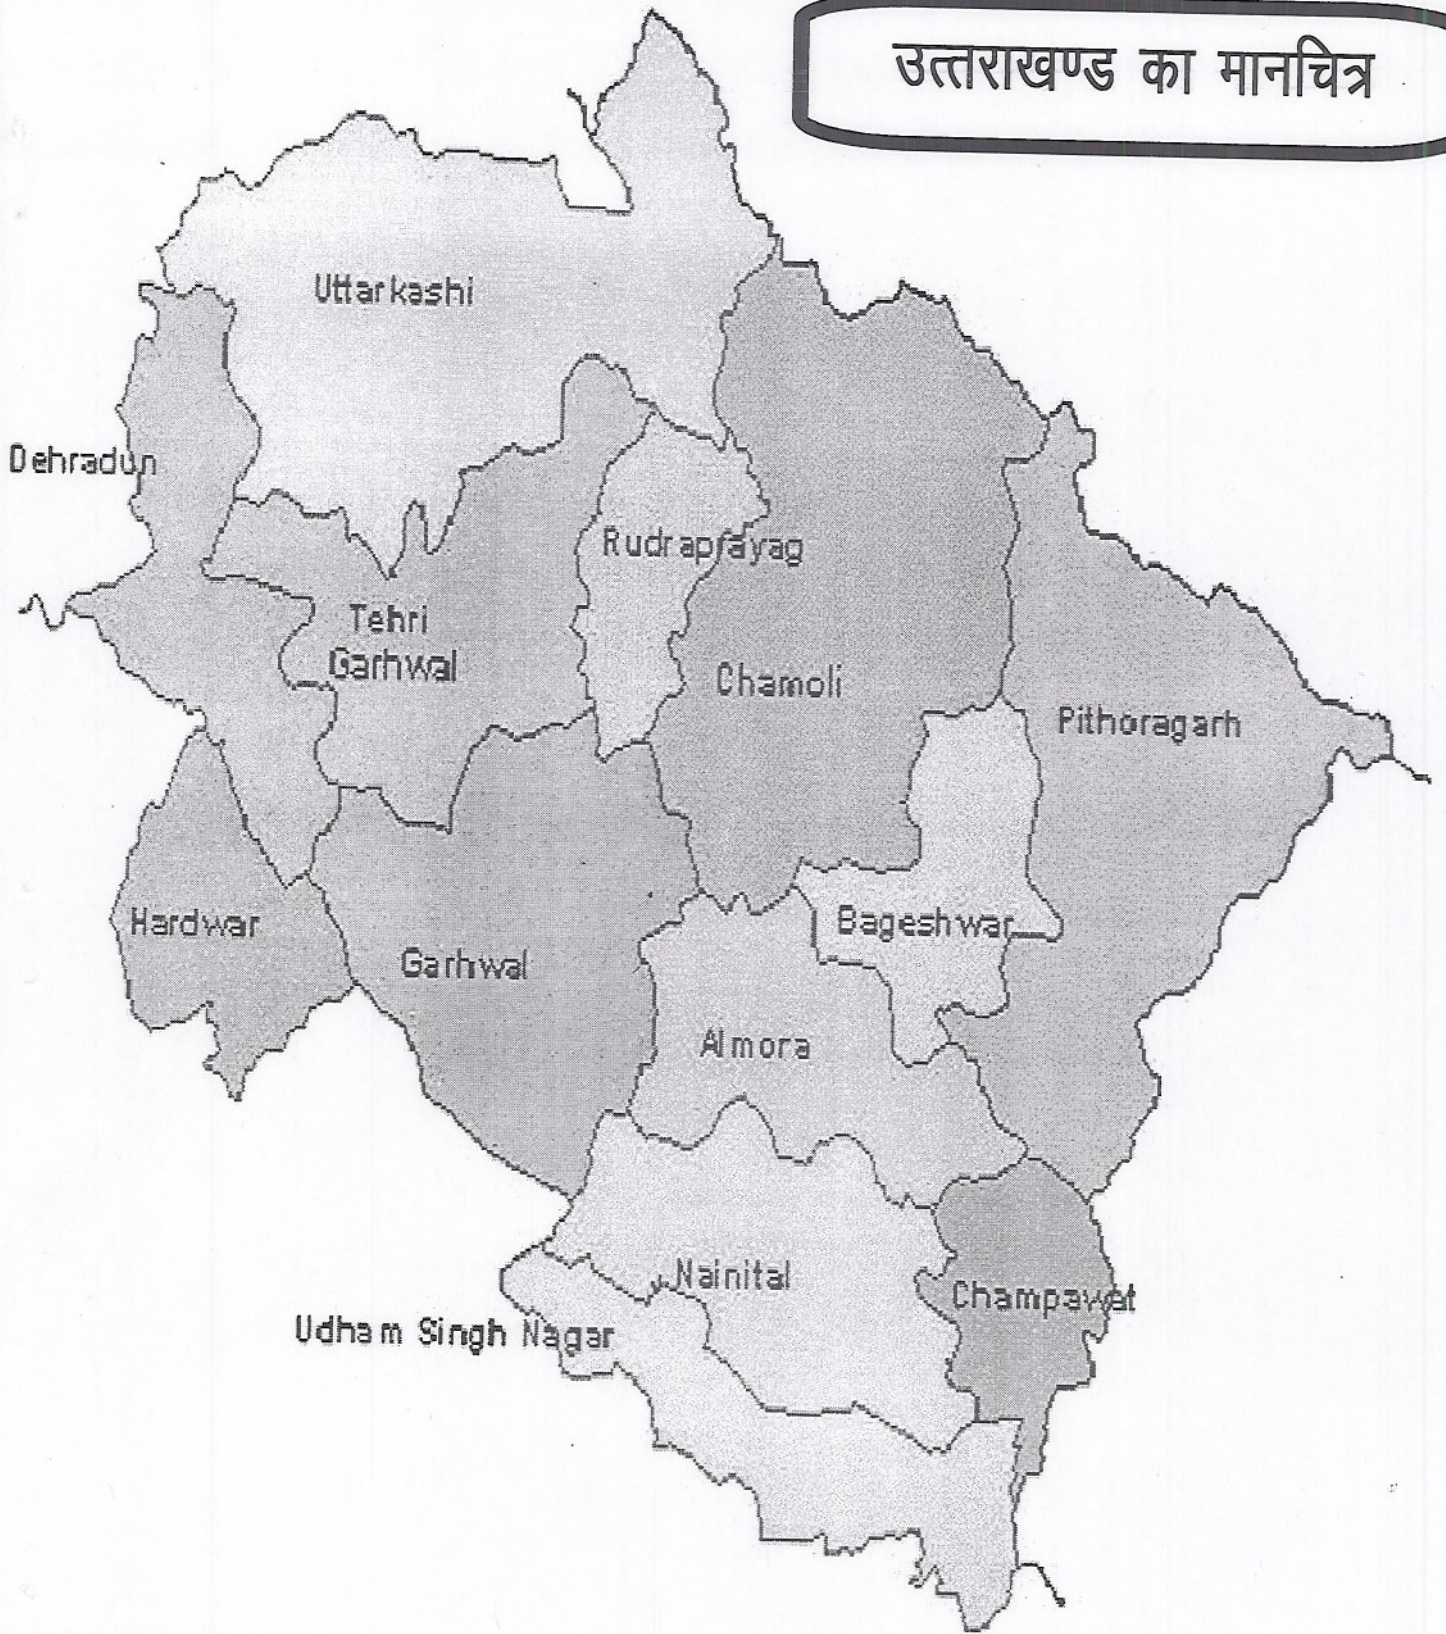 उत्तराखण्ड का मानचित्र
Uttarkashi
Dehradun
Rudraprayag
Tehri
Garhwal
Chamoli
Pithoragarh
Hardwar
Bageshwar
Garhwal
Almora
Nainital
Champawat
Udham Singh Nagar